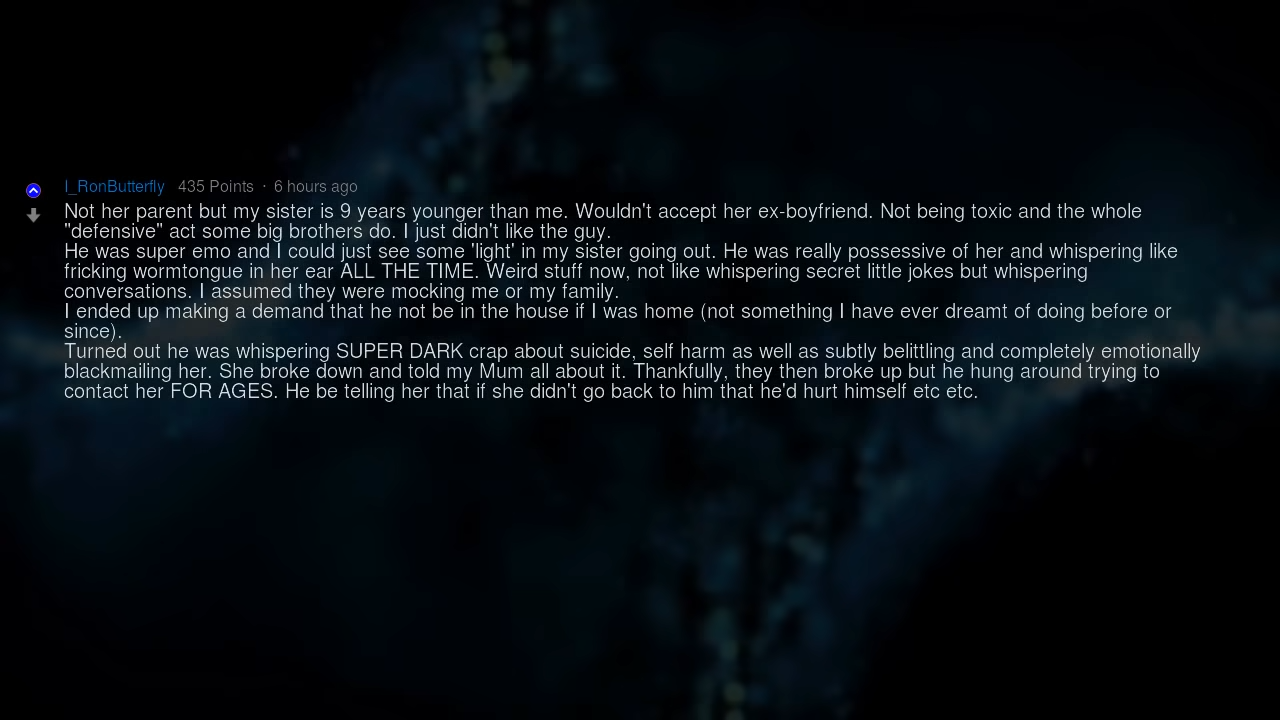 I_RonButterfly 435 Points · 6 hours ago
Not her parent but my sister is 9 years younger than me. Wouldn't accept her ex-boyfriend. Not being toxic and the whole
"defensive" act some big brothers do. I just didn't like the guy.
He was super emo and I could just see some 'light' in my sister going out. He was really possessive of her and whispering like
fricking wormtongue in her ear ALL THE TIME. Weird stuff now, not like whispering secret little jokes but whispering
conversations. I assumed they were mocking me or my family.
I ended up making a demand that he not be in the house if I was home (not something I have ever dreamt of doing before or
since).
Turned out he was whispering SUPER DARK crap about suicide, self harm as well as subtly belittling and completely emotionally
blackmailing her. She broke down and told my Mum all about it. Thankfully, they then broke up but he hung around trying to
contact her FOR AGES. He be telling her that if she didn't go back to him that he'd hurt himself etc etc.